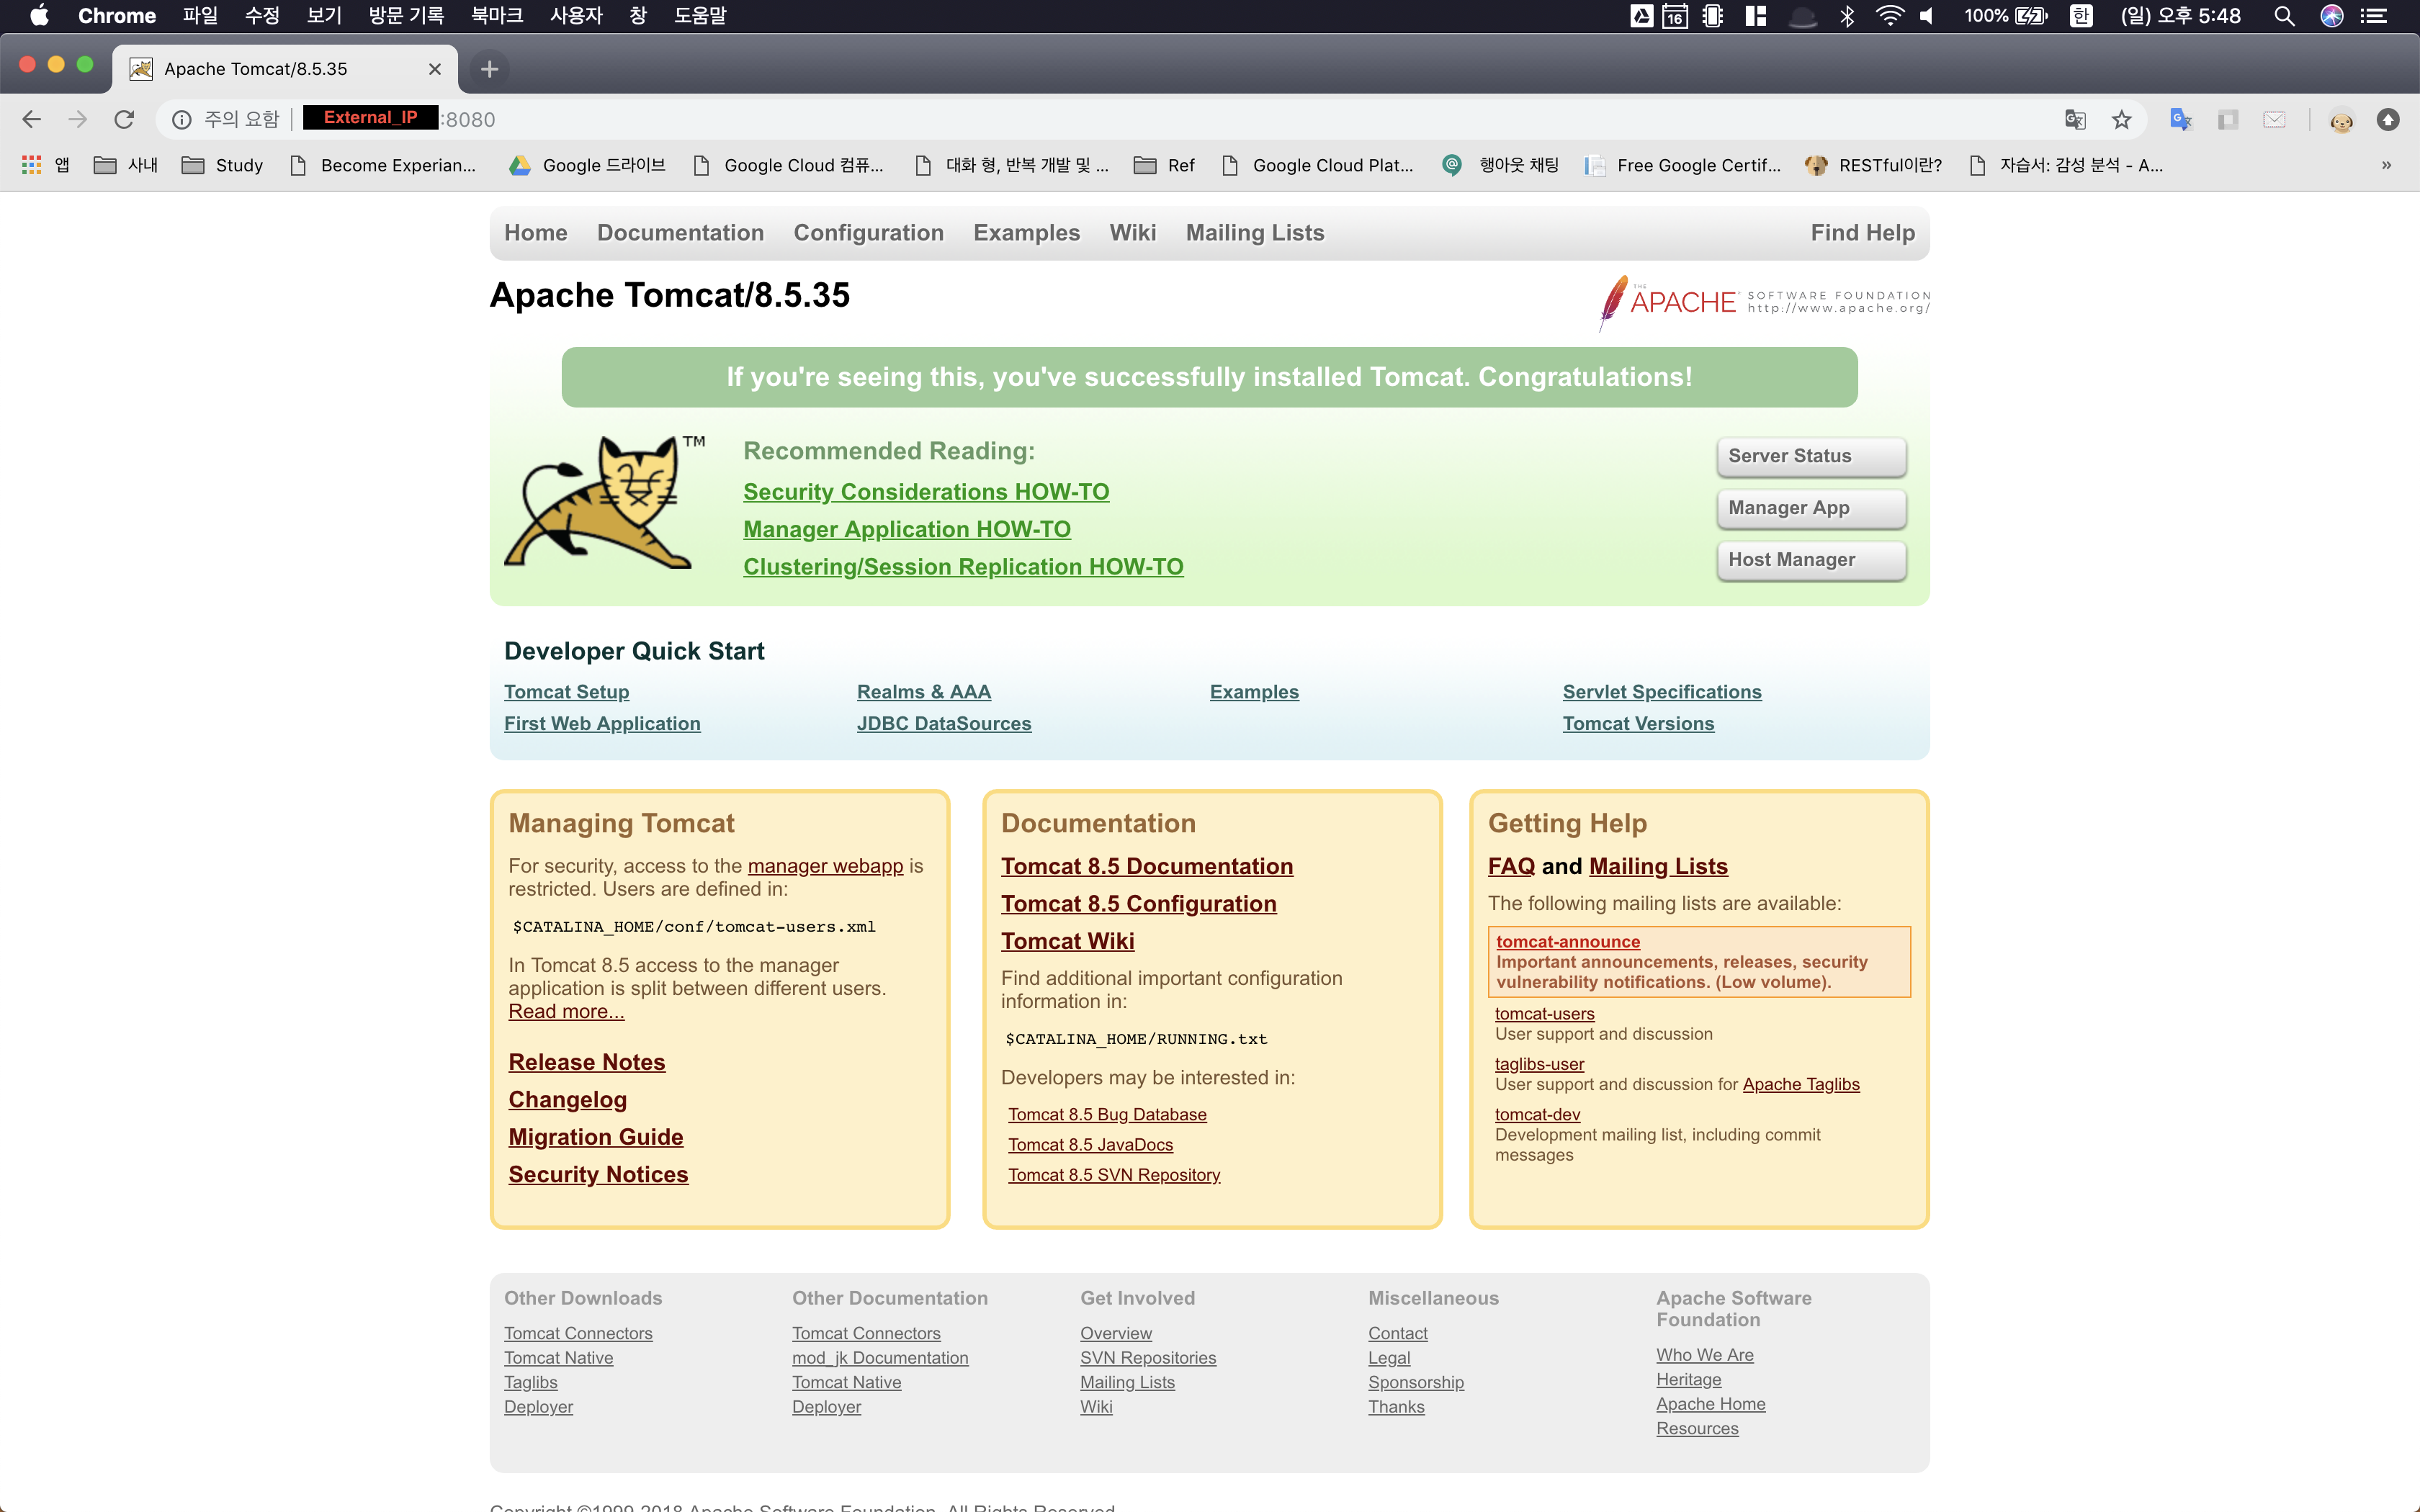 Chrome 파일 수정 보기 방문 기록 북마크 사용자 창 도움말 16 100% 한 (일) 오후 5:48
Apache Tomcat/8.5.35
주의 요함 | External_IP :8080
앱 사내 Study Become Experian... Google 드라이브 Google Cloud 컴퓨... 대화 형, 반복 개발 및 ... Ref Google Cloud Plat... 행아웃 채팅 Free Google Certif... RESTful이란? 자습서: 감성 분석 - A... »
Home Documentation Configuration Examples Wiki Mailing Lists Find Help
Apache Tomcat/8.5.35
THE APACHE SOFTWARE FOUNDATION
http://www.apache.org/
If you're seeing this, you've successfully installed Tomcat. Congratulations!
TM
Recommended Reading:
Security Considerations HOW-TO
Manager Application HOW-TO
Clustering/Session Replication HOW-TO
Server Status
Manager App
Host Manager
Developer Quick Start
Tomcat Setup
First Web Application
Realms & AAA
JDBC DataSources
Examples
Servlet Specifications
Tomcat Versions
Managing Tomcat
For security, access to the manager webapp is
restricted. Users are defined in:
$CATALINA_HOME/conf/tomcat-users.xml
In Tomcat 8.5 access to the manager
application is split between different users.
Read more...
Release Notes
Changelog
Migration Guide
Security Notices
Documentation
Tomcat 8.5 Documentation
Tomcat 8.5 Configuration
Tomcat Wiki
Find additional important configuration
information in:
$CATALINA_HOME/RUNNING.txt
Developers may be interested in:
Tomcat 8.5 Bug Database
Tomcat 8.5 JavaDocs
Tomcat 8.5 SVN Repository
Getting Help
FAQ and Mailing Lists
The following mailing lists are available:
tomcat-announce
Important announcements, releases, security
vulnerability notifications. (Low volume).
tomcat-users
User support and discussion
taglibs-user
User support and discussion for Apache Taglibs
tomcat-dev
Development mailing list, including commit
messages
Other Downloads
Tomcat Connectors
Tomcat Native
Taglibs
Deployer
Other Documentation
Tomcat Connectors
mod_jk Documentation
Tomcat Native
Deployer
Get Involved
Overview
SVN Repositories
Mailing Lists
Wiki
Miscellaneous
Contact
Legal
Sponsorship
Thanks
Apache Software
Foundation
Who We Are
Heritage
Apache Home
Resources
Copyright ©1999-2018 Apache Software Foundation. All Rights Reserved